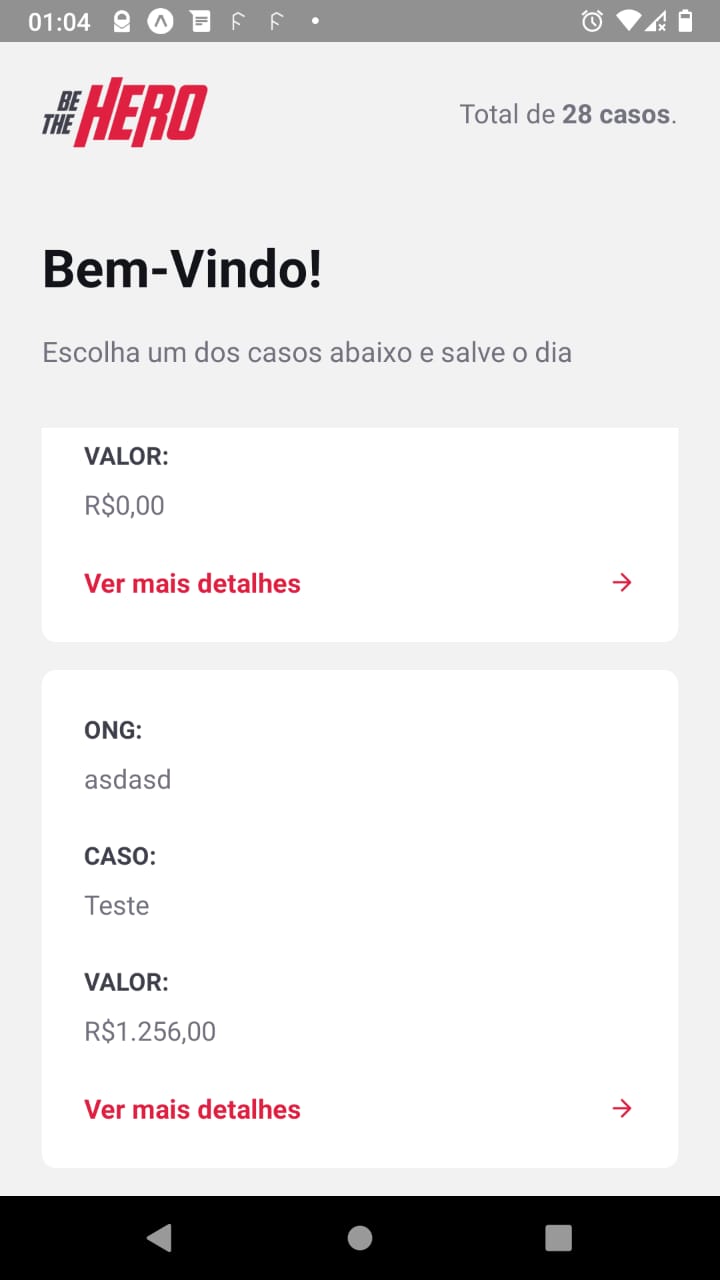 01:04
BE
THE HERO
Total de 28 casos.
Bem-Vindo!
Escolha um dos casos abaixo e salve o dia
VALOR:
R$0,00
Ver mais detalhes
ONG:
asdasd
CASO:
Teste
VALOR:
R$1.256,00
Ver mais detalhes